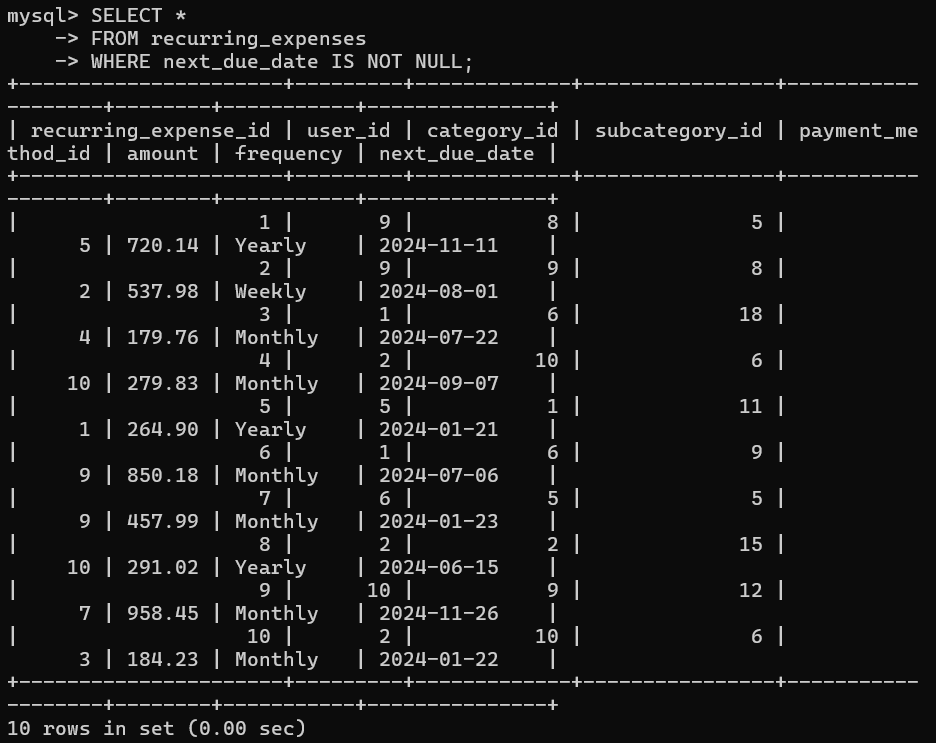 mysql> SELECT *
    -> FROM recurring_expenses
    -> WHERE next_due_date IS NOT NULL;
+----------------------+---------+-------------+----------------+-----------
--------+--------+-----------+---------------+
| recurring_expense_id | user_id | category_id | subcategory_id | payment_me
thod_id | amount | frequency | next_due_date |
+----------------------+---------+-------------+----------------+-----------
--------+--------+-----------+---------------+
|                    1 |       9 |           8 |              5 |
      5 | 720.14 | Yearly    | 2024-11-11    |
|                    2 |       9 |           9 |              8 |
      2 | 537.98 | Weekly    | 2024-08-01    |
|                    3 |       1 |           6 |             18 |
      4 | 179.76 | Monthly   | 2024-07-22    |
|                    4 |       2 |          10 |              6 |
     10 | 279.83 | Monthly   | 2024-09-07    |
|                    5 |       5 |           1 |             11 |
      1 | 264.90 | Yearly    | 2024-01-21    |
|                    6 |       1 |           6 |              9 |
      9 | 850.18 | Monthly   | 2024-07-06    |
|                    7 |       6 |           5 |              5 |
      9 | 457.99 | Monthly   | 2024-01-23    |
|                    8 |       2 |           2 |             15 |
     10 | 291.02 | Yearly    | 2024-06-15    |
|                    9 |      10 |           9 |             12 |
      7 | 958.45 | Monthly   | 2024-11-26    |
|                   10 |       2 |          10 |              6 |
      3 | 184.23 | Monthly   | 2024-01-22    |
+----------------------+---------+-------------+----------------+-----------
--------+--------+-----------+---------------+
10 rows in set (0.00 sec)